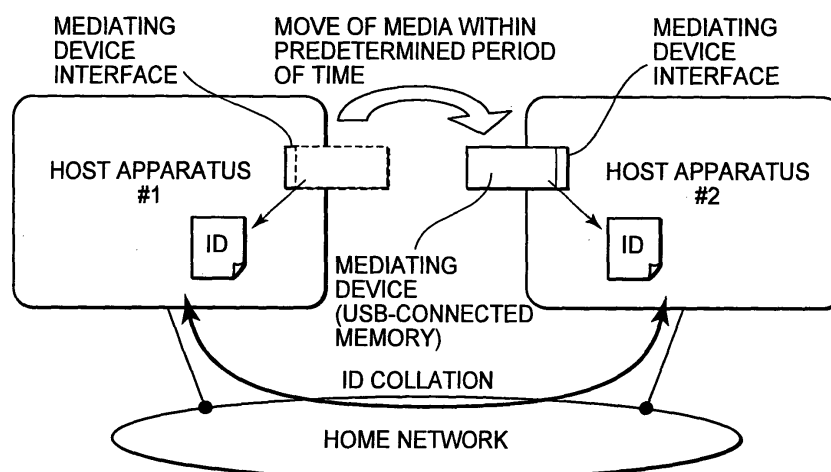 MEDIATING
DEVICE
INTERFACE
MOVE OF MEDIA WITHIN
PREDETERMINED PERIOD
OF TIME
MEDIATING
DEVICE
INTERFACE
HOST APPARATUS
#1
HOST APPARATUS
#2
ID
ID
MEDIATING
DEVICE
(USB-CONNECTED
MEMORY)
ID COLLATION
HOME NETWORK